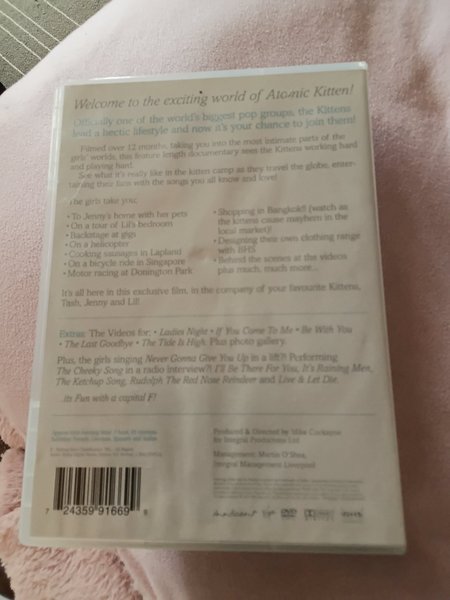 Welcome to the exciting world of Atomic Kitten!
Officially one of the world's biggest pop groups, the Kittens
lead a hectic lifestyle and now it's your chance to join them!
Filmed over 12 months, taking you into the most intimate parts of the
girls' worlds, this feature length documentary sees the Kittens working hard
and playing hard!
See what it's really like in the kitten camp as they travel the globe, enter-
taining their fans with the songs you all know and love!
The girls take you:
• To Jenny's home with her pets
• On a tour of Lil's bedroom
• Backstage at gigs
• On a helicopter
• Cooking sausages in Lapland
• On a bicycle ride in Singapore
• Motor racing at Donington Park
• Shopping in Bangkok!! (watch as
the kittens cause mayhem in the
local market)!
• Designing their own clothing range
with BHS
• Behind the scenes at the videos
plus much, much more...
It's all here in this exclusive film, in the company of your favourite Kittens,
Tash, Jenny and Lil!
Extras: The Videos for: • Ladies Night • If You Come To Me • Be With You
• The Last Goodbye • The Tide Is High. Plus photo gallery.
Plus, the girls singing Never Gonna Give You Up in a lift?! Performing
The Cheeky Song in a radio interview?! I'll Be There For You, It's Raining Men,
The Ketchup Song, Rudolph The Red Nose Reindeer and Live & Let Die.
..its Fun with a capital F!
Produced & Directed by Mike Cockayne
for Integral Productions Ltd
Management: Martin O'Shea,
Integral Management Liverpool
7 24359 91669 8
innocent Virgin DVD